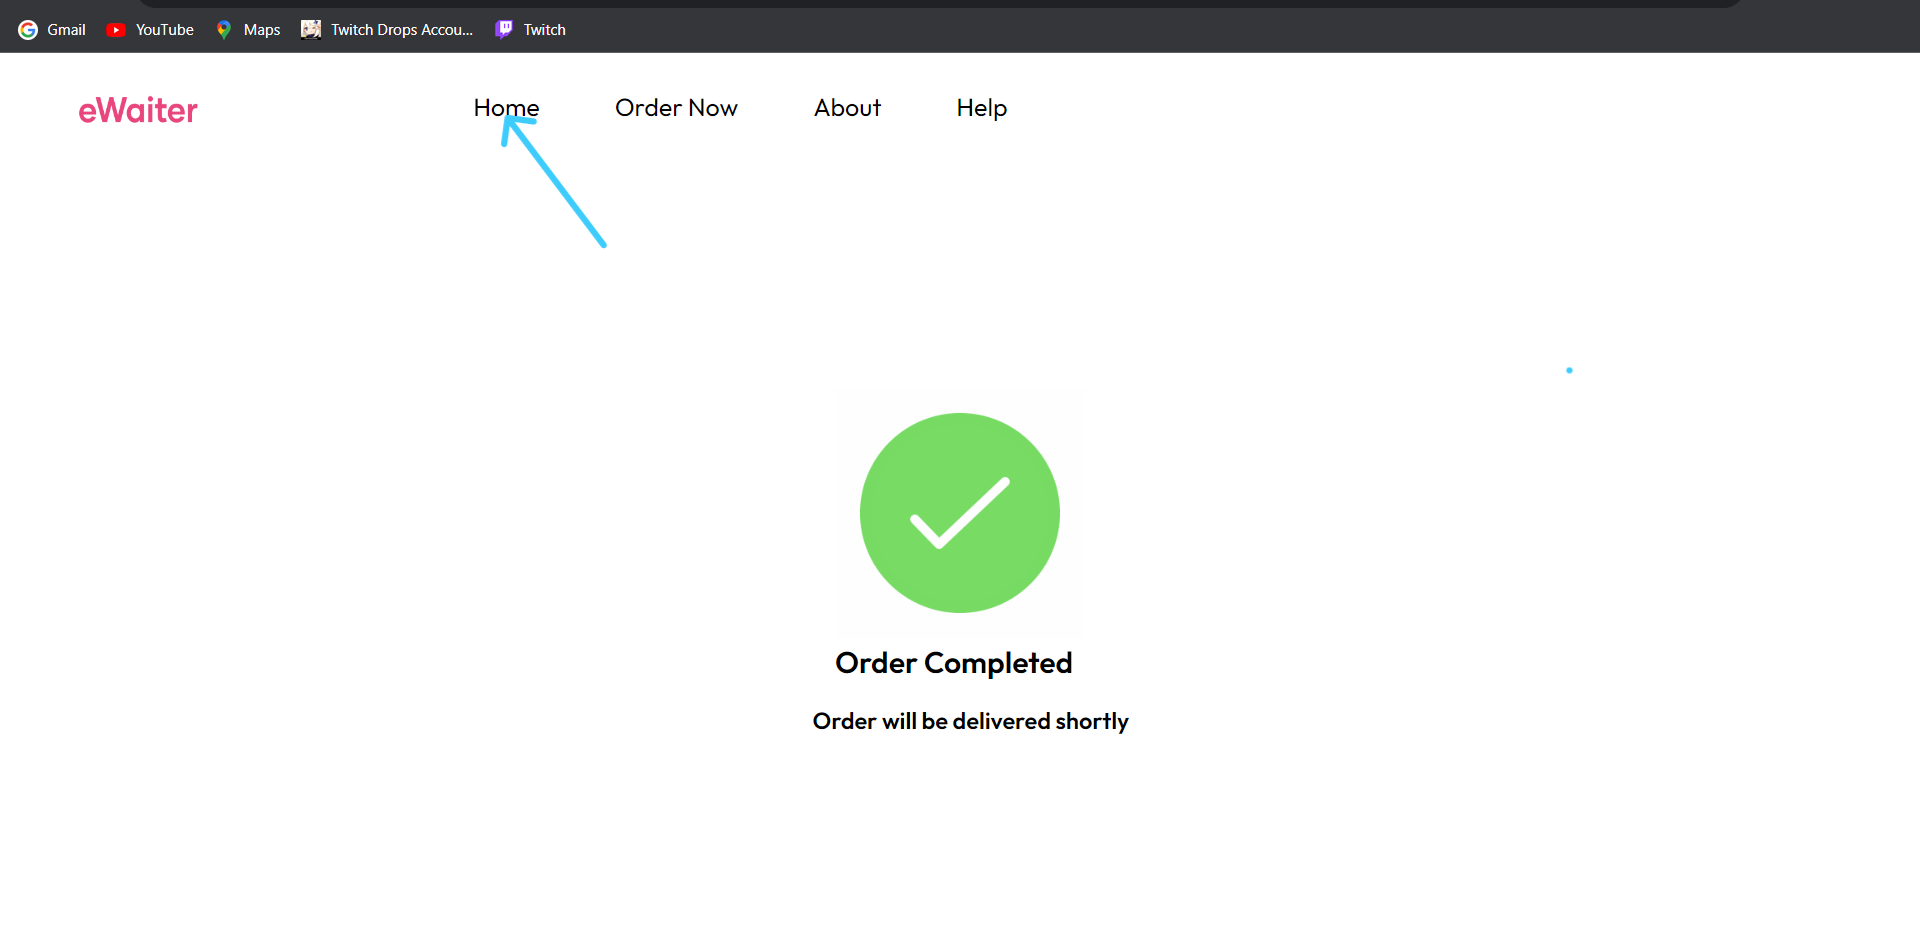 Gmail YouTube Maps Twitch Drops Accou... Twitch
eWaiter Home Order Now About Help
Order Completed
Order will be delivered shortly